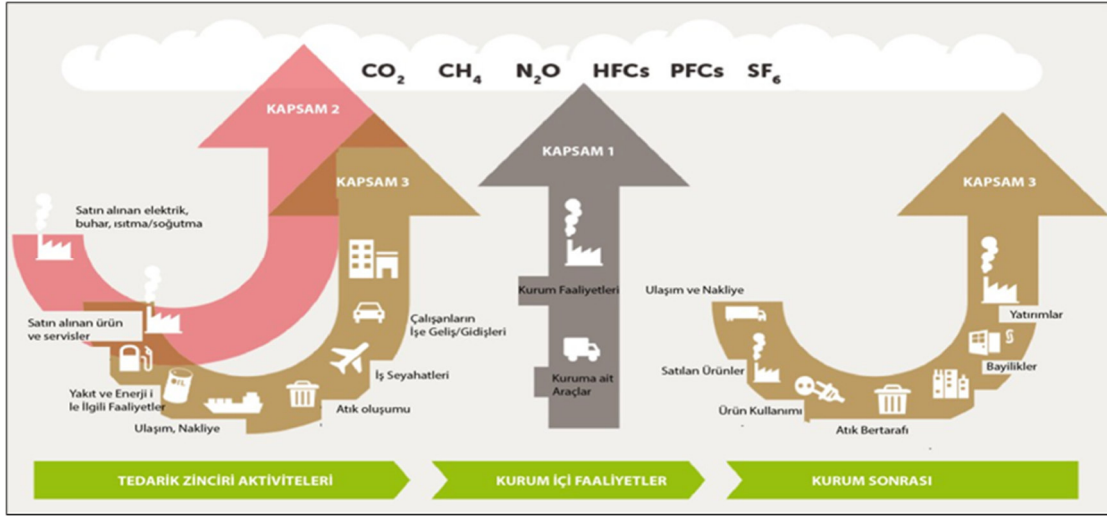 CO2 CH4 N2O HFCs PFCs SF6
KAPSAM 2
KAPSAM 3
KAPSAM 1
KAPSAM 3
Satın alınan elektrik,
buhar, ısıtma/soğutma
Satın alınan ürün
ve servisler
Yakıt ve Enerji i
le İlgili Faaliyetler
OIL
Ulaşım, Nakliye
Atık oluşumu
İş Seyahatleri
Çalışanların
İşe Geliş/Gidişleri
Kurum Faaliyetleri
Kuruma ait
Araçlar
Ulaşım ve Nakliye
Satılan Ürünler
Ürün Kullanımı
Atık Bertarafı
Bayilikler
Yatırımlar
TEDARİK ZİNCİRİ AKTİVİTELERİ
KURUM İÇİ FAALİYETLER
KURUM SONRASI